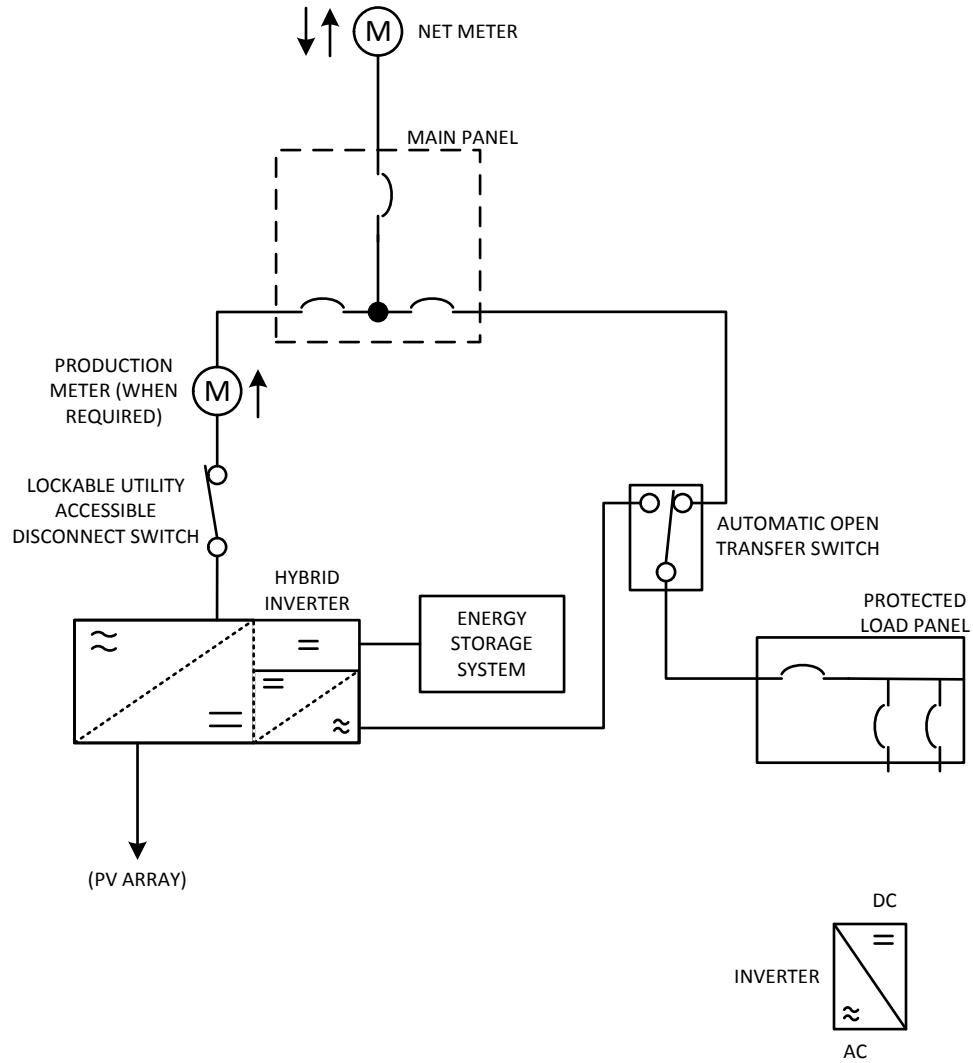 M
NET METER
MAIN PANEL
PRODUCTION
METER (WHEN
REQUIRED)
M
LOCKABLE UTILITY
ACCESSIBLE
DISCONNECT SWITCH
AUTOMATIC OPEN
TRANSFER SWITCH
HYBRID
INVERTER
ENERGY
STORAGE
SYSTEM
PROTECTED
LOAD PANEL
(PV ARRAY)
DC
INVERTER
AC